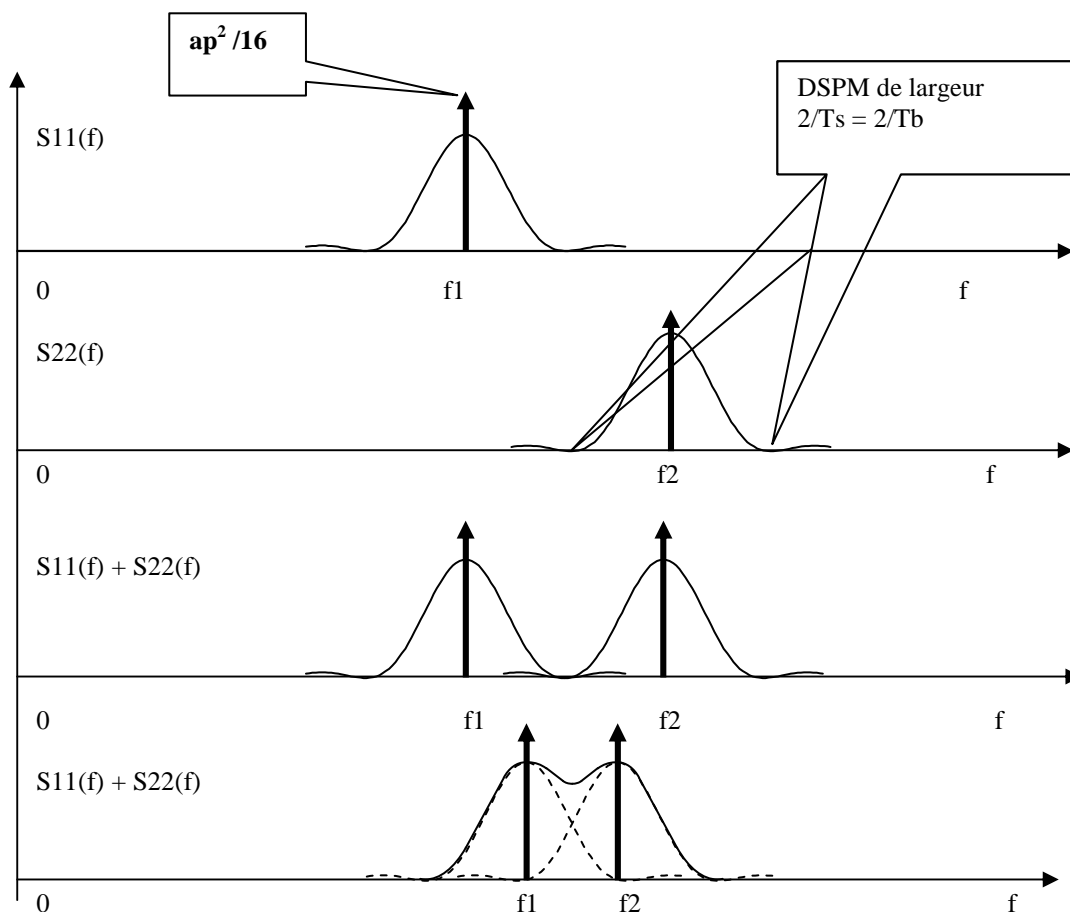 ap² /16
DSPM de largeur
2/Ts = 2/Tb
S11(f)
0 f1 f
S22(f)
0 f2 f
S11(f) + S22(f)
0 f1 f2 f
S11(f) + S22(f)
0 f1 f2 f